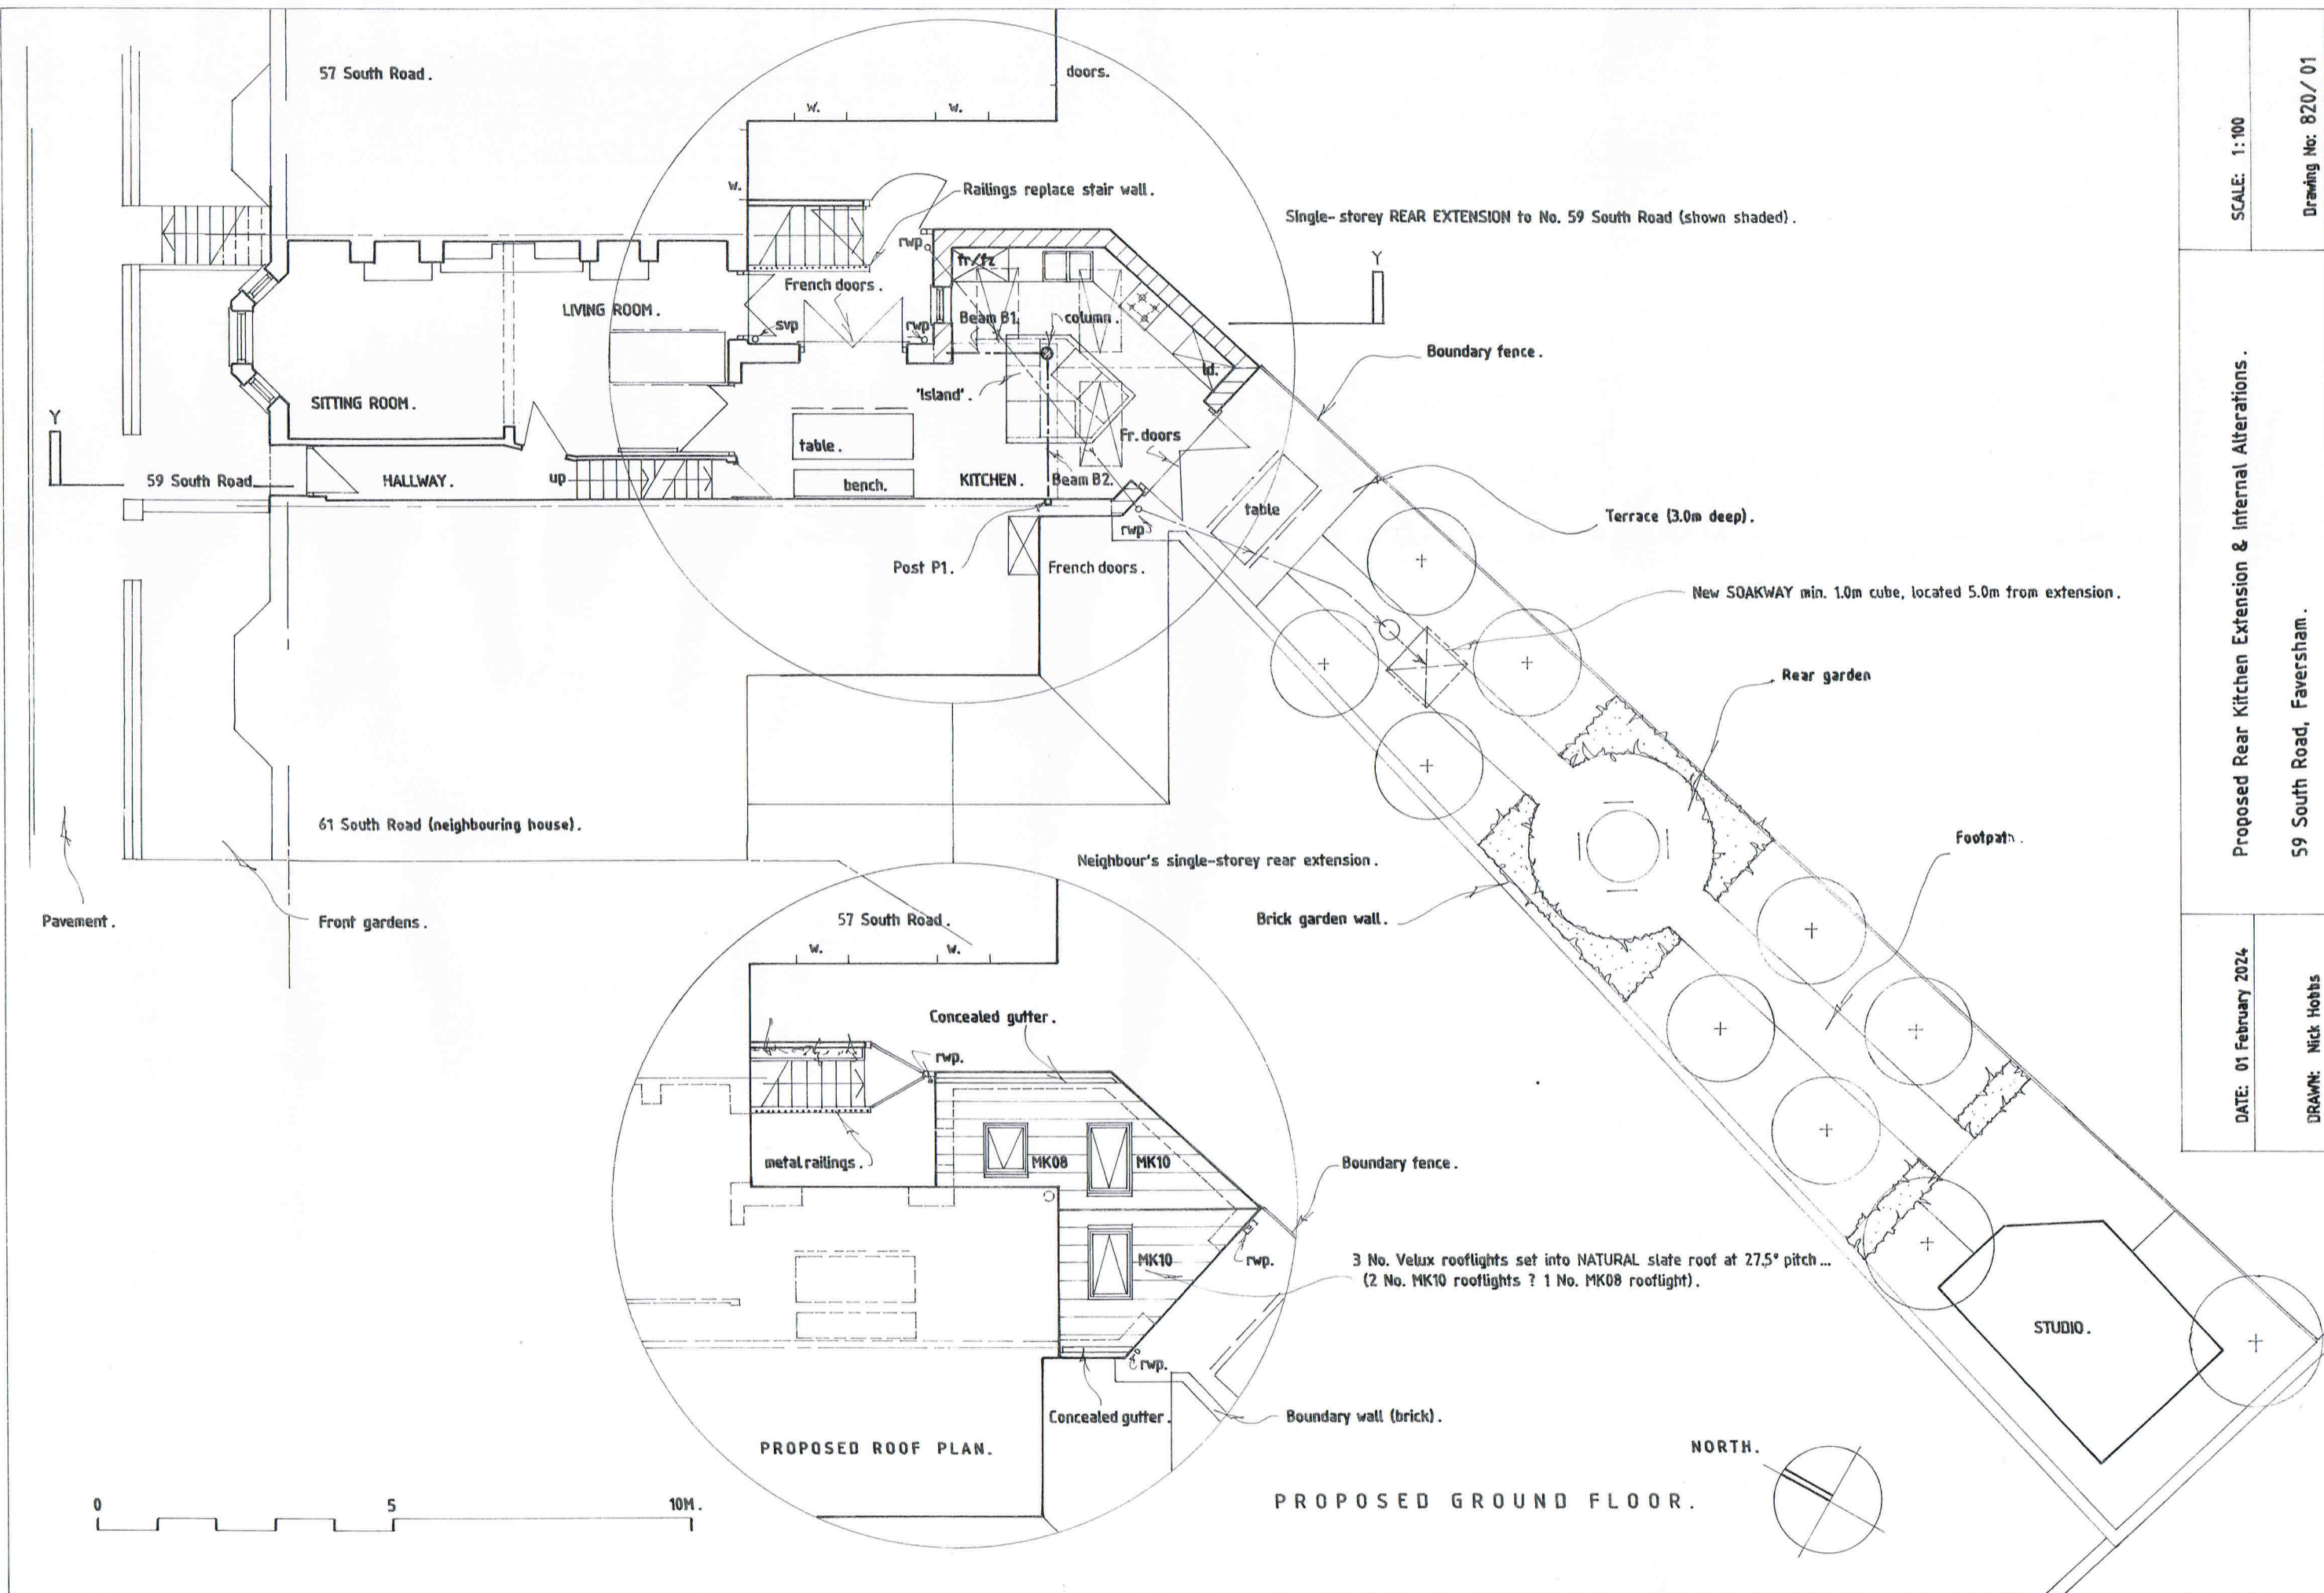 57 South Road.
doors.
w.
w.
w.
Railings replace stair wall.
Single-storey REAR EXTENSION to No. 59 South Road (shown shaded).
rwp
fr/fz
Y
French doors.
LIVING ROOM.
svp
rwp
Beam B1.
column.
Boundary fence.
ld.
'Island'.
SITTING ROOM.
Y
table.
Fr. doors
59 South Road
HALLWAY.
up
bench.
KITCHEN.
Beam B2.
table
Terrace (3.0m deep).
rwp
Post P1.
French doors.
New SOAKWAY min. 1.0m cube, located 5.0m from extension.
Rear garden
61 South Road (neighbouring house).
Footpath.
Neighbour's single-storey rear extension.
Pavement.
Front gardens.
57 South Road.
Brick garden wall.
w.
w.
Concealed gutter.
rwp.
metal railings.
MK08
MK10
Boundary fence.
MK10
rwp.
3 No. Velux rooflights set into NATURAL slate roof at 27.5° pitch...
(2 No. MK10 rooflights ? 1 No. MK08 rooflight).
STUDIO.
rwp.
Concealed gutter.
Boundary wall (brick).
PROPOSED ROOF PLAN.
NORTH.
0 5 10M.
PROPOSED GROUND FLOOR.
SCALE: 1:100
Drawing No: 820/01
Proposed Rear Kitchen Extension & Internal Alterations.
59 South Road, Faversham.
DATE: 01 February 2024
DRAWN: Nick Hobbs